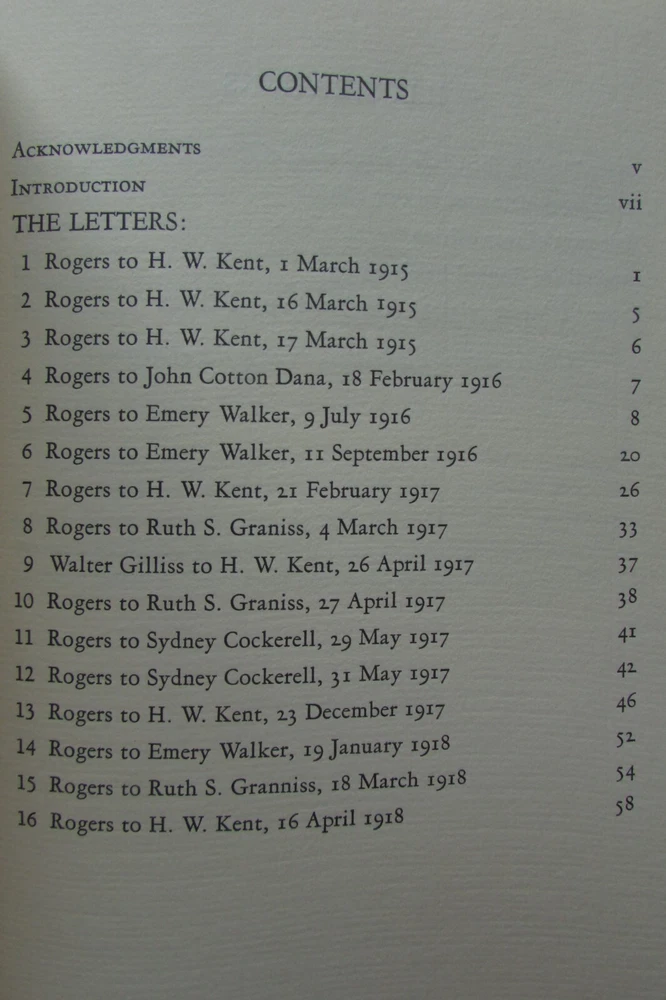 CONTENTS
ACKNOWLEDGMENTS v
INTRODUCTION vii
THE LETTERS:
1 Rogers to H. W. Kent, 1 March 1915 1
2 Rogers to H. W. Kent, 16 March 1915 5
3 Rogers to H. W. Kent, 17 March 1915 6
4 Rogers to John Cotton Dana, 18 February 1916 7
5 Rogers to Emery Walker, 9 July 1916 8
6 Rogers to Emery Walker, 11 September 1916 20
7 Rogers to H. W. Kent, 21 February 1917 26
8 Rogers to Ruth S. Graniss, 4 March 1917 33
9 Walter Gilliss to H. W. Kent, 26 April 1917 37
10 Rogers to Ruth S. Graniss, 27 April 1917 38
11 Rogers to Sydney Cockerell, 29 May 1917 41
12 Rogers to Sydney Cockerell, 31 May 1917 42
13 Rogers to H. W. Kent, 23 December 1917 46
14 Rogers to Emery Walker, 19 January 1918 52
15 Rogers to Ruth S. Granniss, 18 March 1918 54
16 Rogers to H. W. Kent, 16 April 1918 58